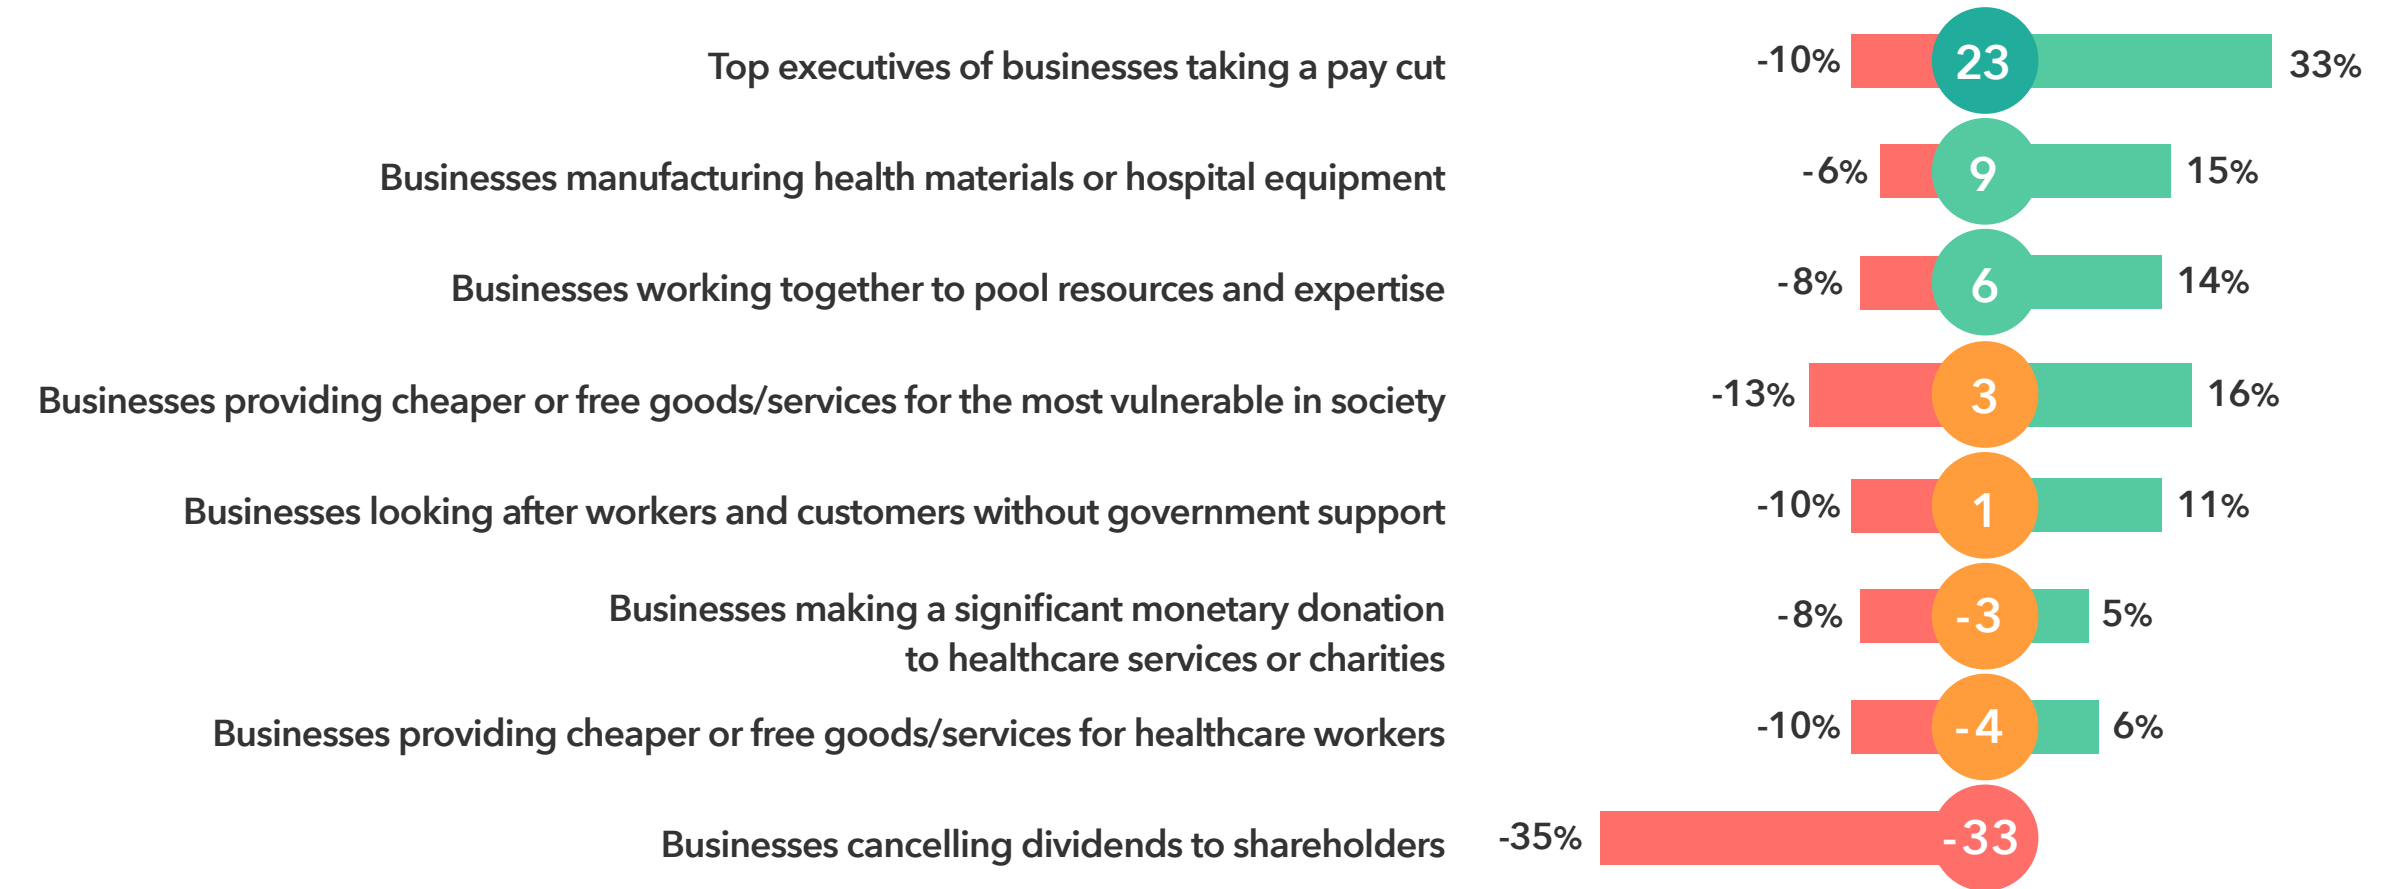 Top executives of businesses taking a pay cut -10% 23 33%
Businesses manufacturing health materials or hospital equipment -6% 9 15%
Businesses working together to pool resources and expertise -8% 6 14%
Businesses providing cheaper or free goods/services for the most vulnerable in society -13% 3 16%
Businesses looking after workers and customers without government support -10% 1 11%
Businesses making a significant monetary donation
to healthcare services or charities -8% -3 5%
Businesses providing cheaper or free goods/services for healthcare workers -10% -4 6%
Businesses cancelling dividends to shareholders -35% -33